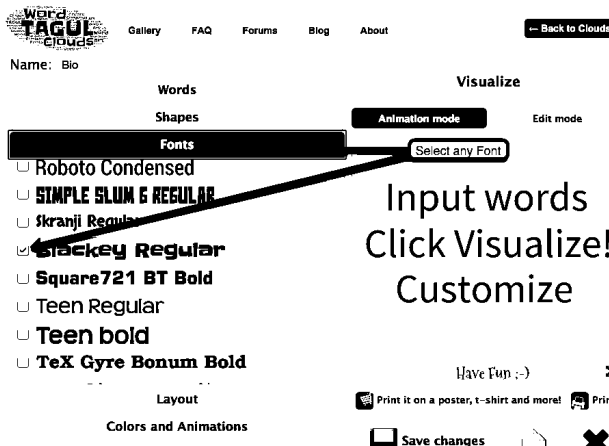 Word
TAGUL
Clouds
Gallery FAQ Forums Blog About
← Back to Clouds
Name: Bio
Words
Shapes
Fonts
Roboto Condensed
SIMPLE SLUM & REGULAR
Skranji Regular
Slackey Regular
Square721 BT Bold
Teen Regular
Teen bold
TeX Gyre Bonum Bold
Layout
Colors and Animations
Visualize
Animation mode Edit mode
Select any Font
Input words
Click Visualize!
Customize
Have Fun ;-)
Print it on a poster, t-shirt and more! Prin
Save changes